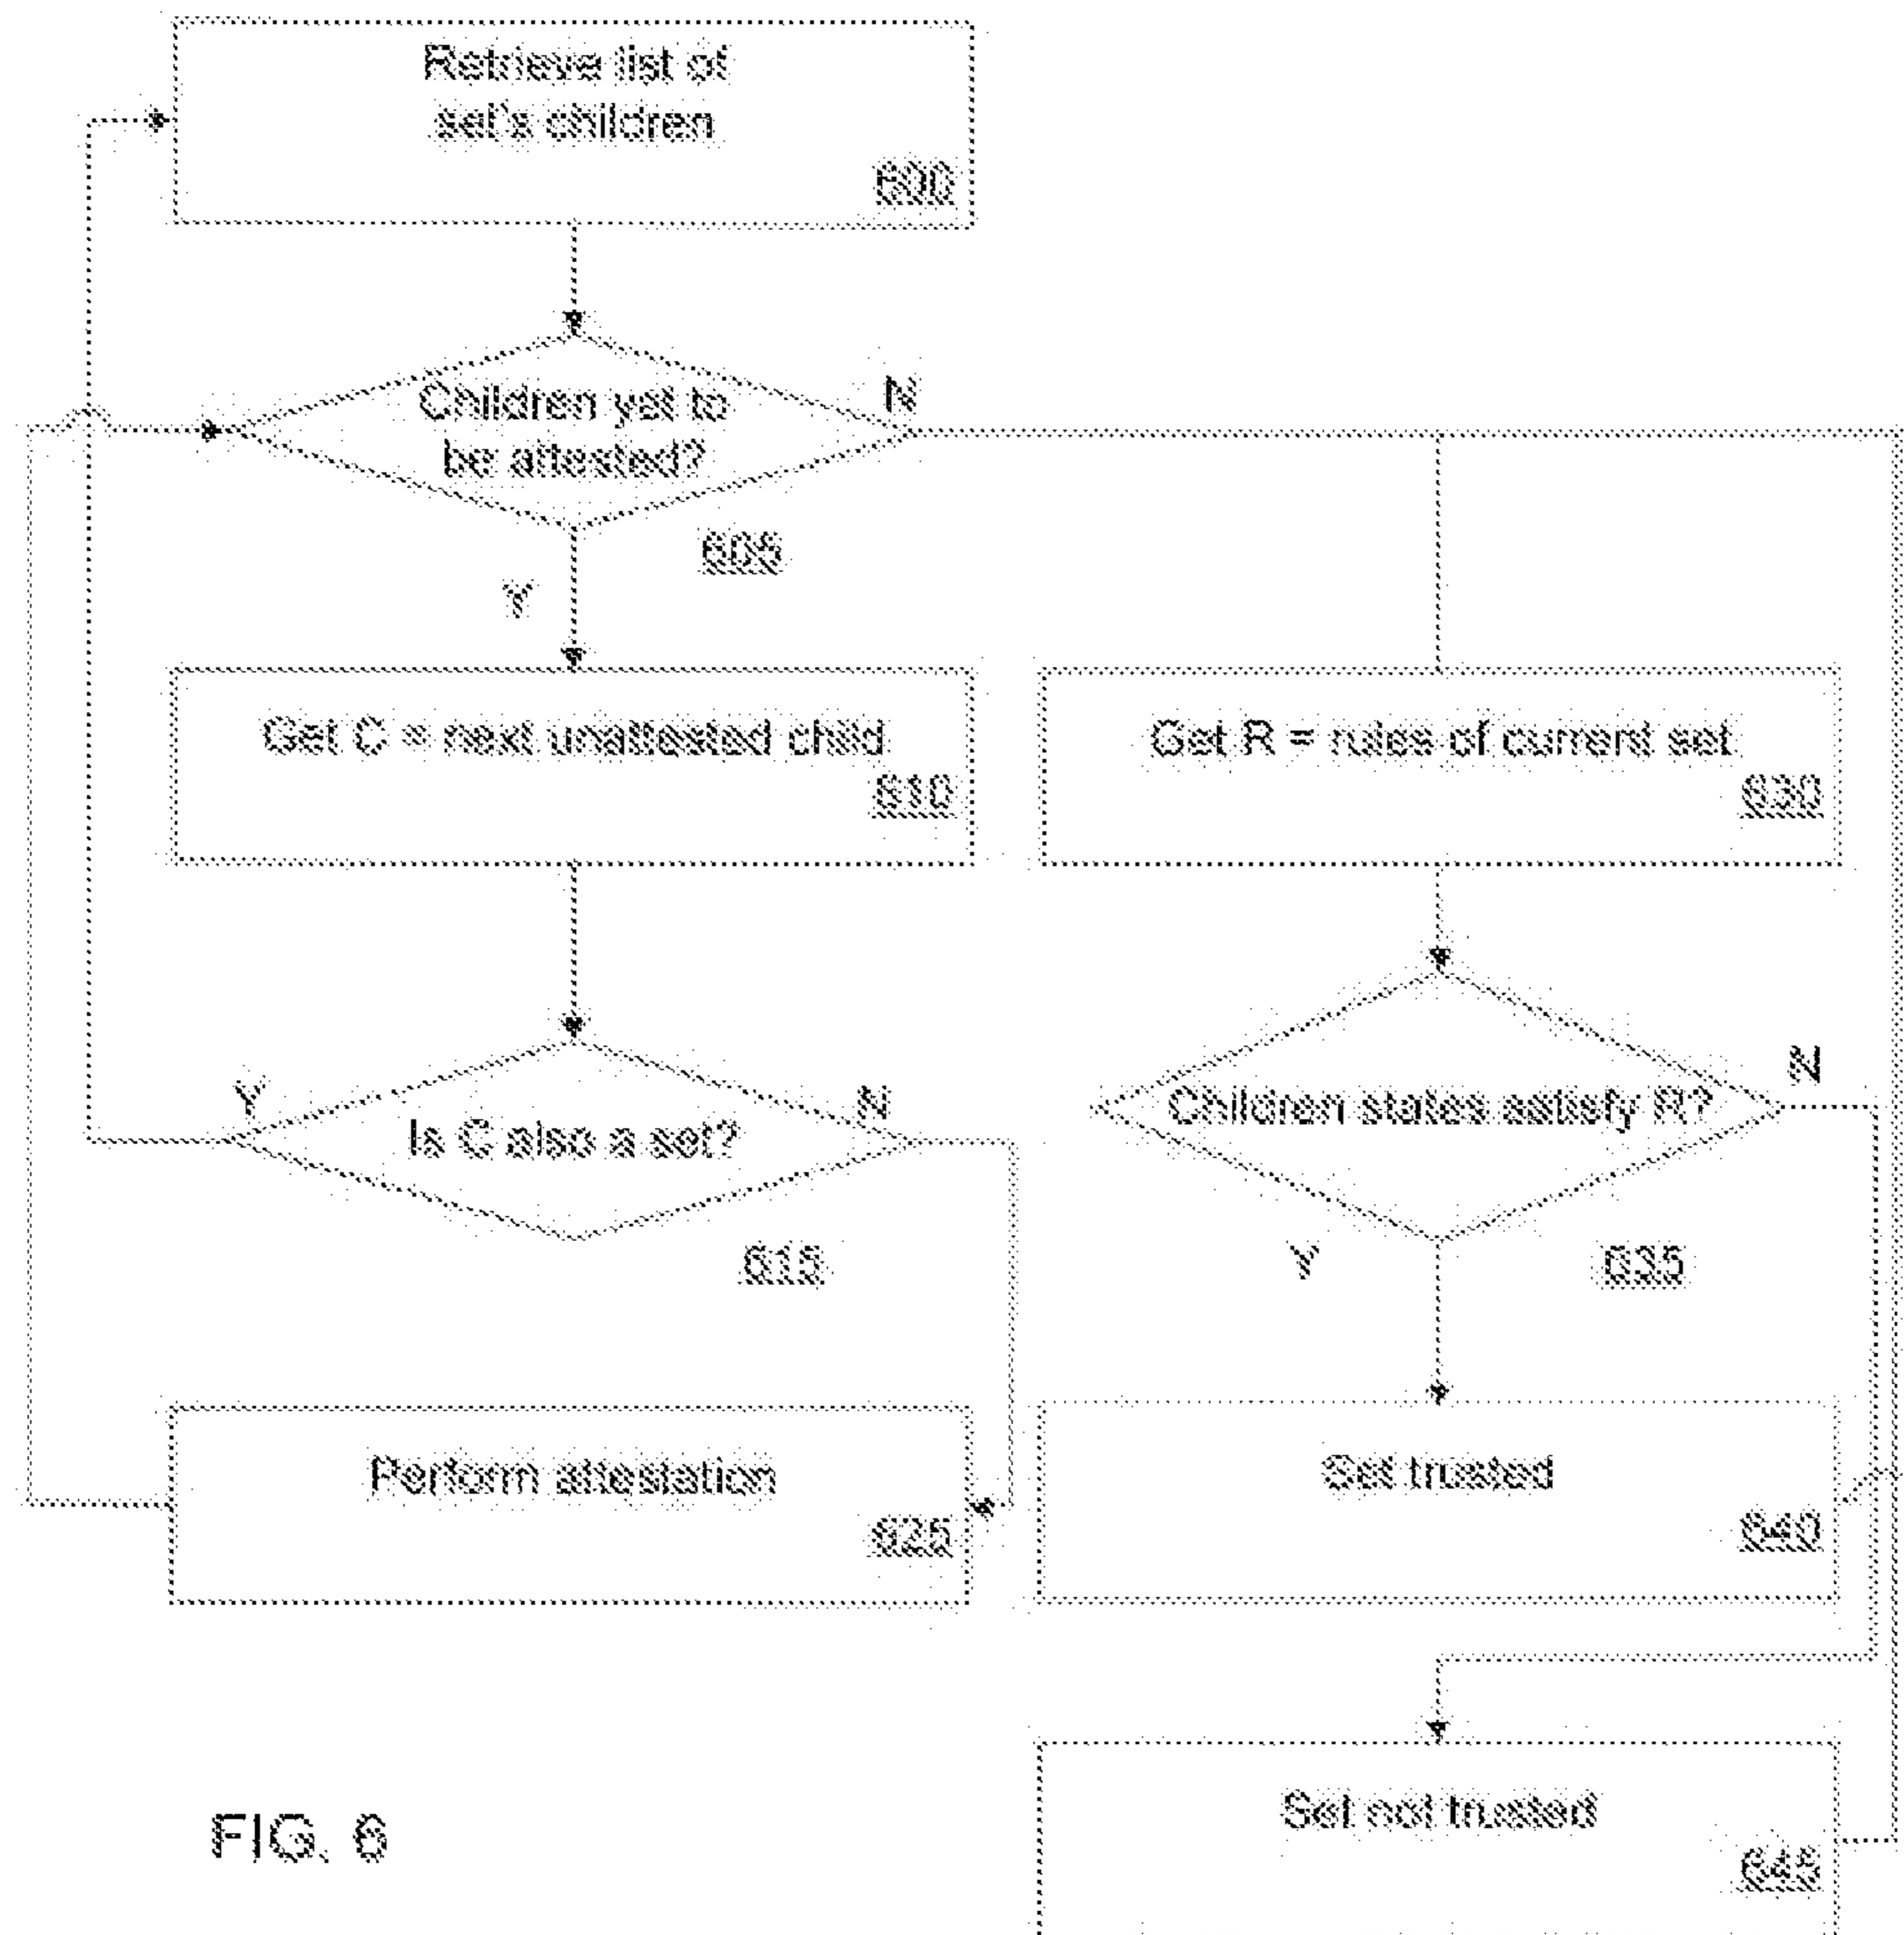 Retrieve list of
set's children
600
Children yet to
be attested?
N
605
Y
Get C = next unattested child
610
Get R = rules of current set
630
Y
Is C also a set?
N
615
Children states satisfy R?
N
Y
635
Perform attestation
625
Set trusted
640
Set not trusted
645
FIG. 6